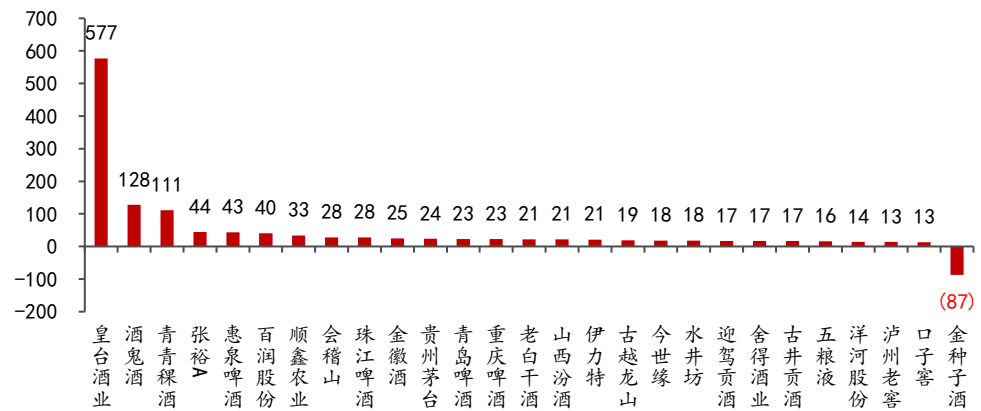 700
600
500
400
300
200
100
0
-100
-200
577
128
111
44
43
40
33
28
28
25
24
23
23
21
21
21
19
18
18
17
17
17
16
14
13
13
(87)
皇台酒业
酒鬼酒
青青稞酒
张裕A
惠泉啤酒
百润股份
顺鑫农业
会稽山
珠江啤酒
金徽酒
贵州茅台
青岛啤酒
重庆啤酒
老白干酒
山西汾酒
伊力特
古越龙山
今世缘
水井坊
迎驾贡酒
舍得酒业
古井贡酒
五粮液
洋河股份
泸州老窖
口子窖
金种子酒